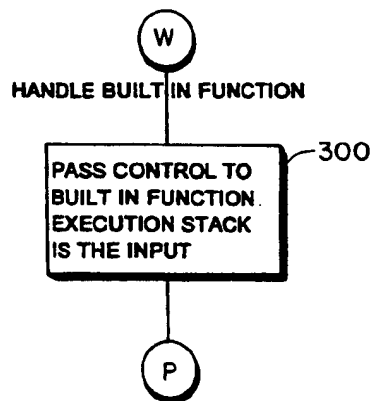 W
HANDLE BUILT IN FUNCTION
300
PASS CONTROL TO
BUILT IN FUNCTION.
EXECUTION STACK
IS THE INPUT
P